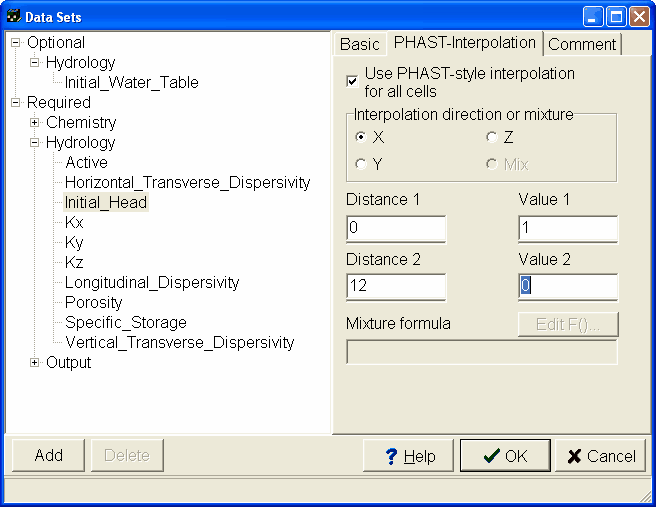 Data Sets
Optional
Hydrology
Initial_Water_Table
Required
Chemistry
Hydrology
Active
Horizontal_Transverse_Dispersivity
Initial_Head
Kx
Ky
Kz
Longitudinal_Dispersivity
Porosity
Specific_Storage
Vertical_Transverse_Dispersivity
Output
Basic PHAST-Interpolation Comment
Use PHAST-style interpolation
for all cells
Interpolation direction or mixture
X Z
Y Mix
Distance 1 Value 1
0 1
Distance 2 Value 2
12 0
Mixture formula Edit F()...
Add Delete ? Help OK Cancel